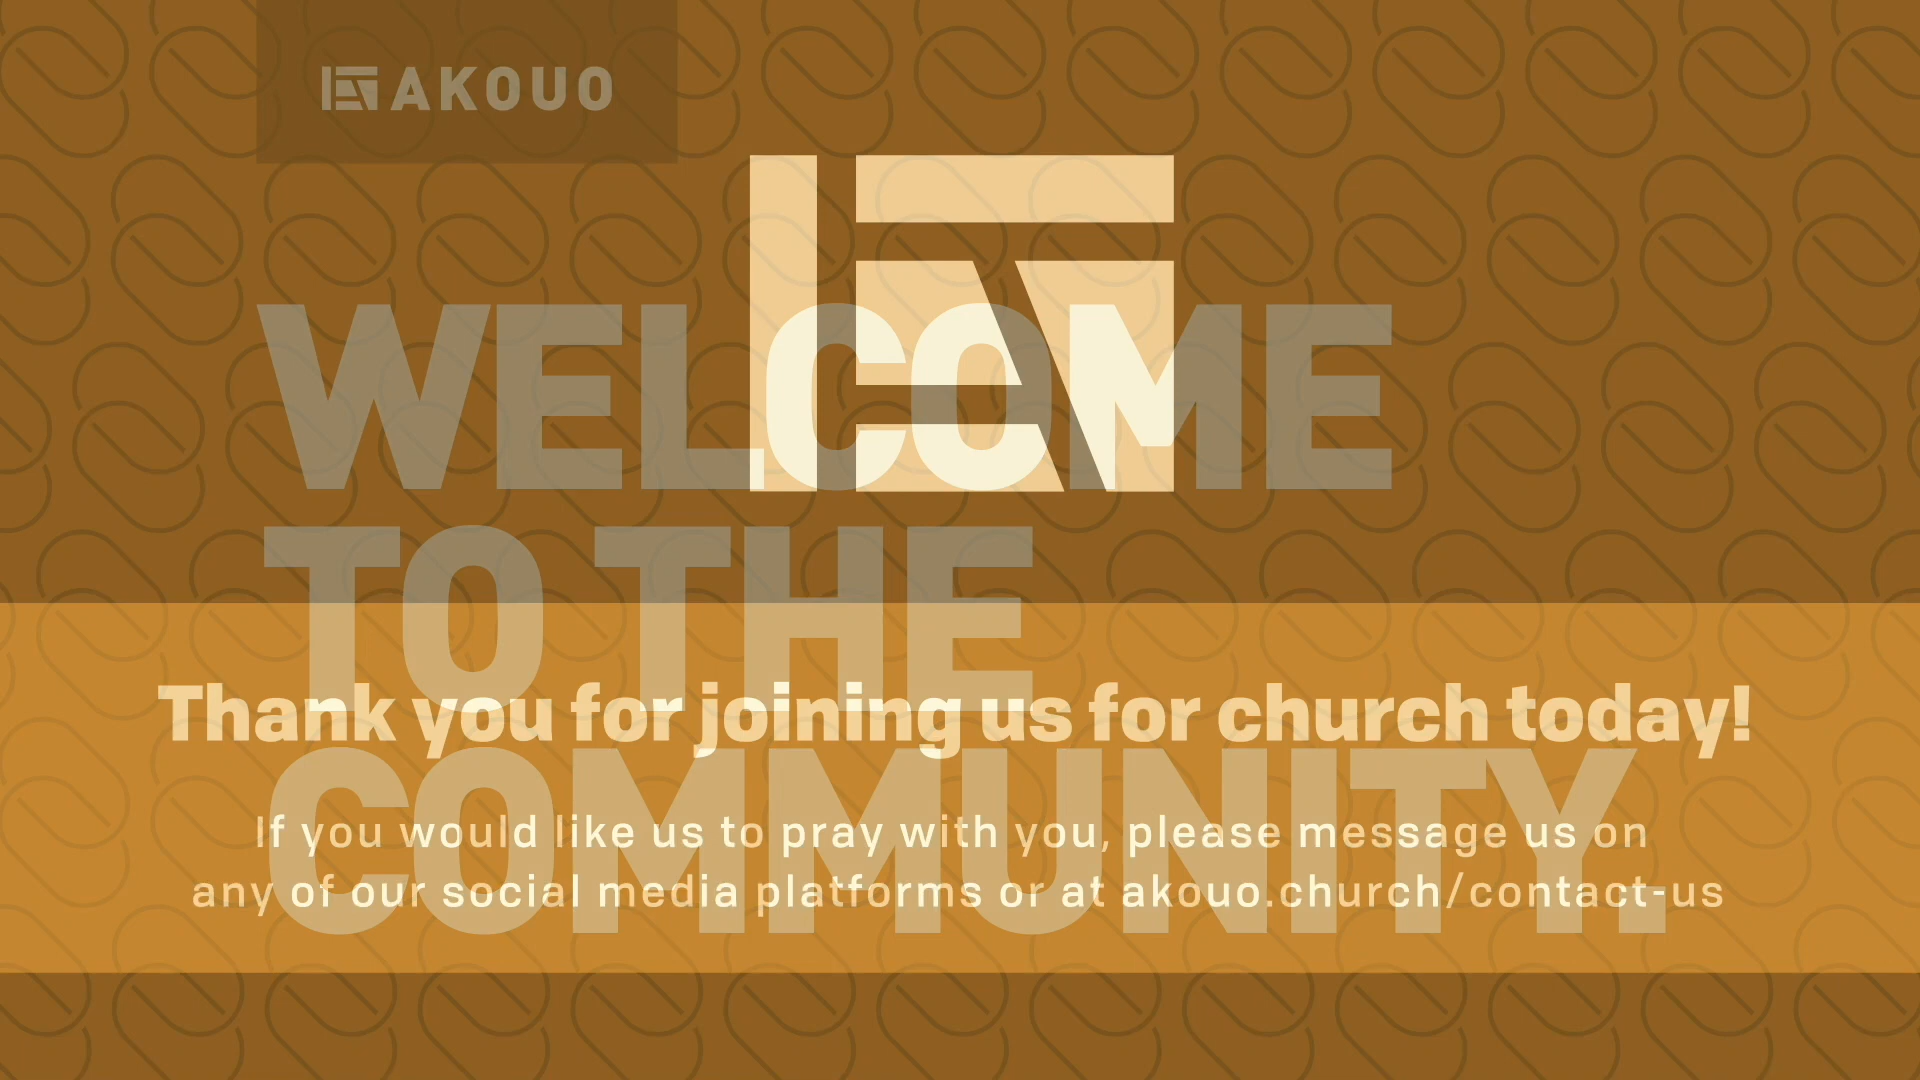 AKOUO
WELCOME
TO THE
COMMUNITY.
Thank you for joining us for church today!
If you would like us to pray with you, please message us on
any of our social media platforms or at akouo.church/contact-us